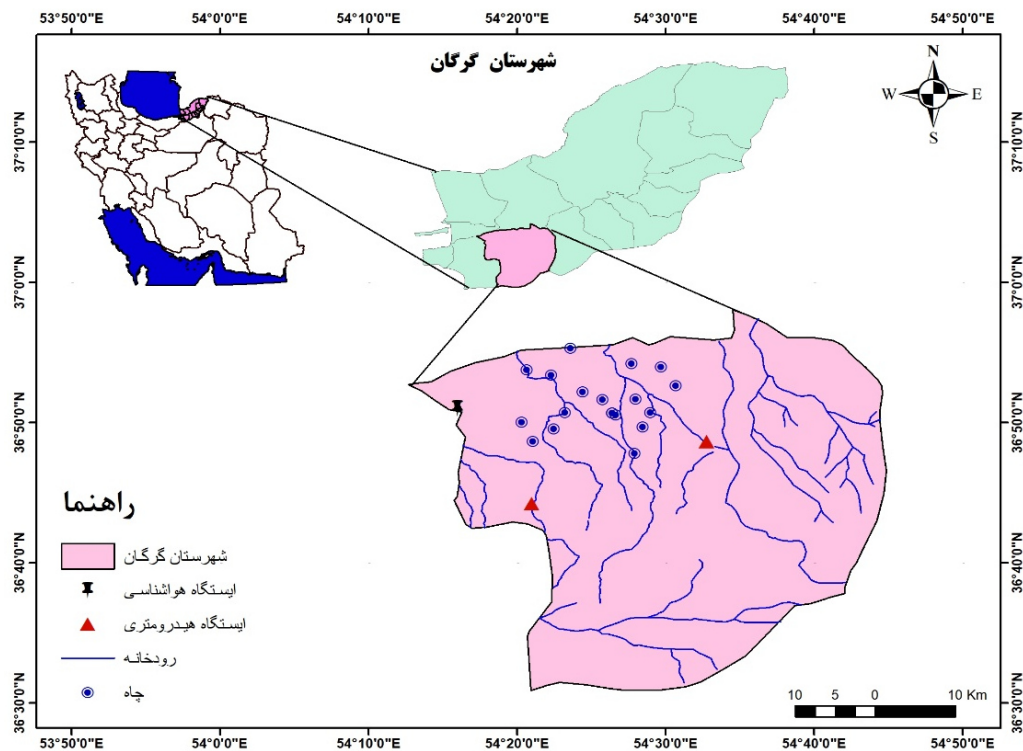 53°50'0"E 54°0'0"E 54°10'0"E 54°20'0"E 54°30'0"E 54°40'0"E 54°50'0"E
شهرستان گرگان
N
W E
S
37°10'0"N 37°10'0"N
37°0'0"N 37°0'0"N
36°50'0"N 36°50'0"N
راهنما
شهرستان گرگان
36°40'0"N 36°40'0"N
ایستگاه هواشناسی
ایستگاه هیدرومتری
رودخانه
چاه
10 5 0 10 Km
36°30'0"N 36°30'0"N
53°50'0"E 54°0'0"E 54°10'0"E 54°20'0"E 54°30'0"E 54°40'0"E 54°50'0"E